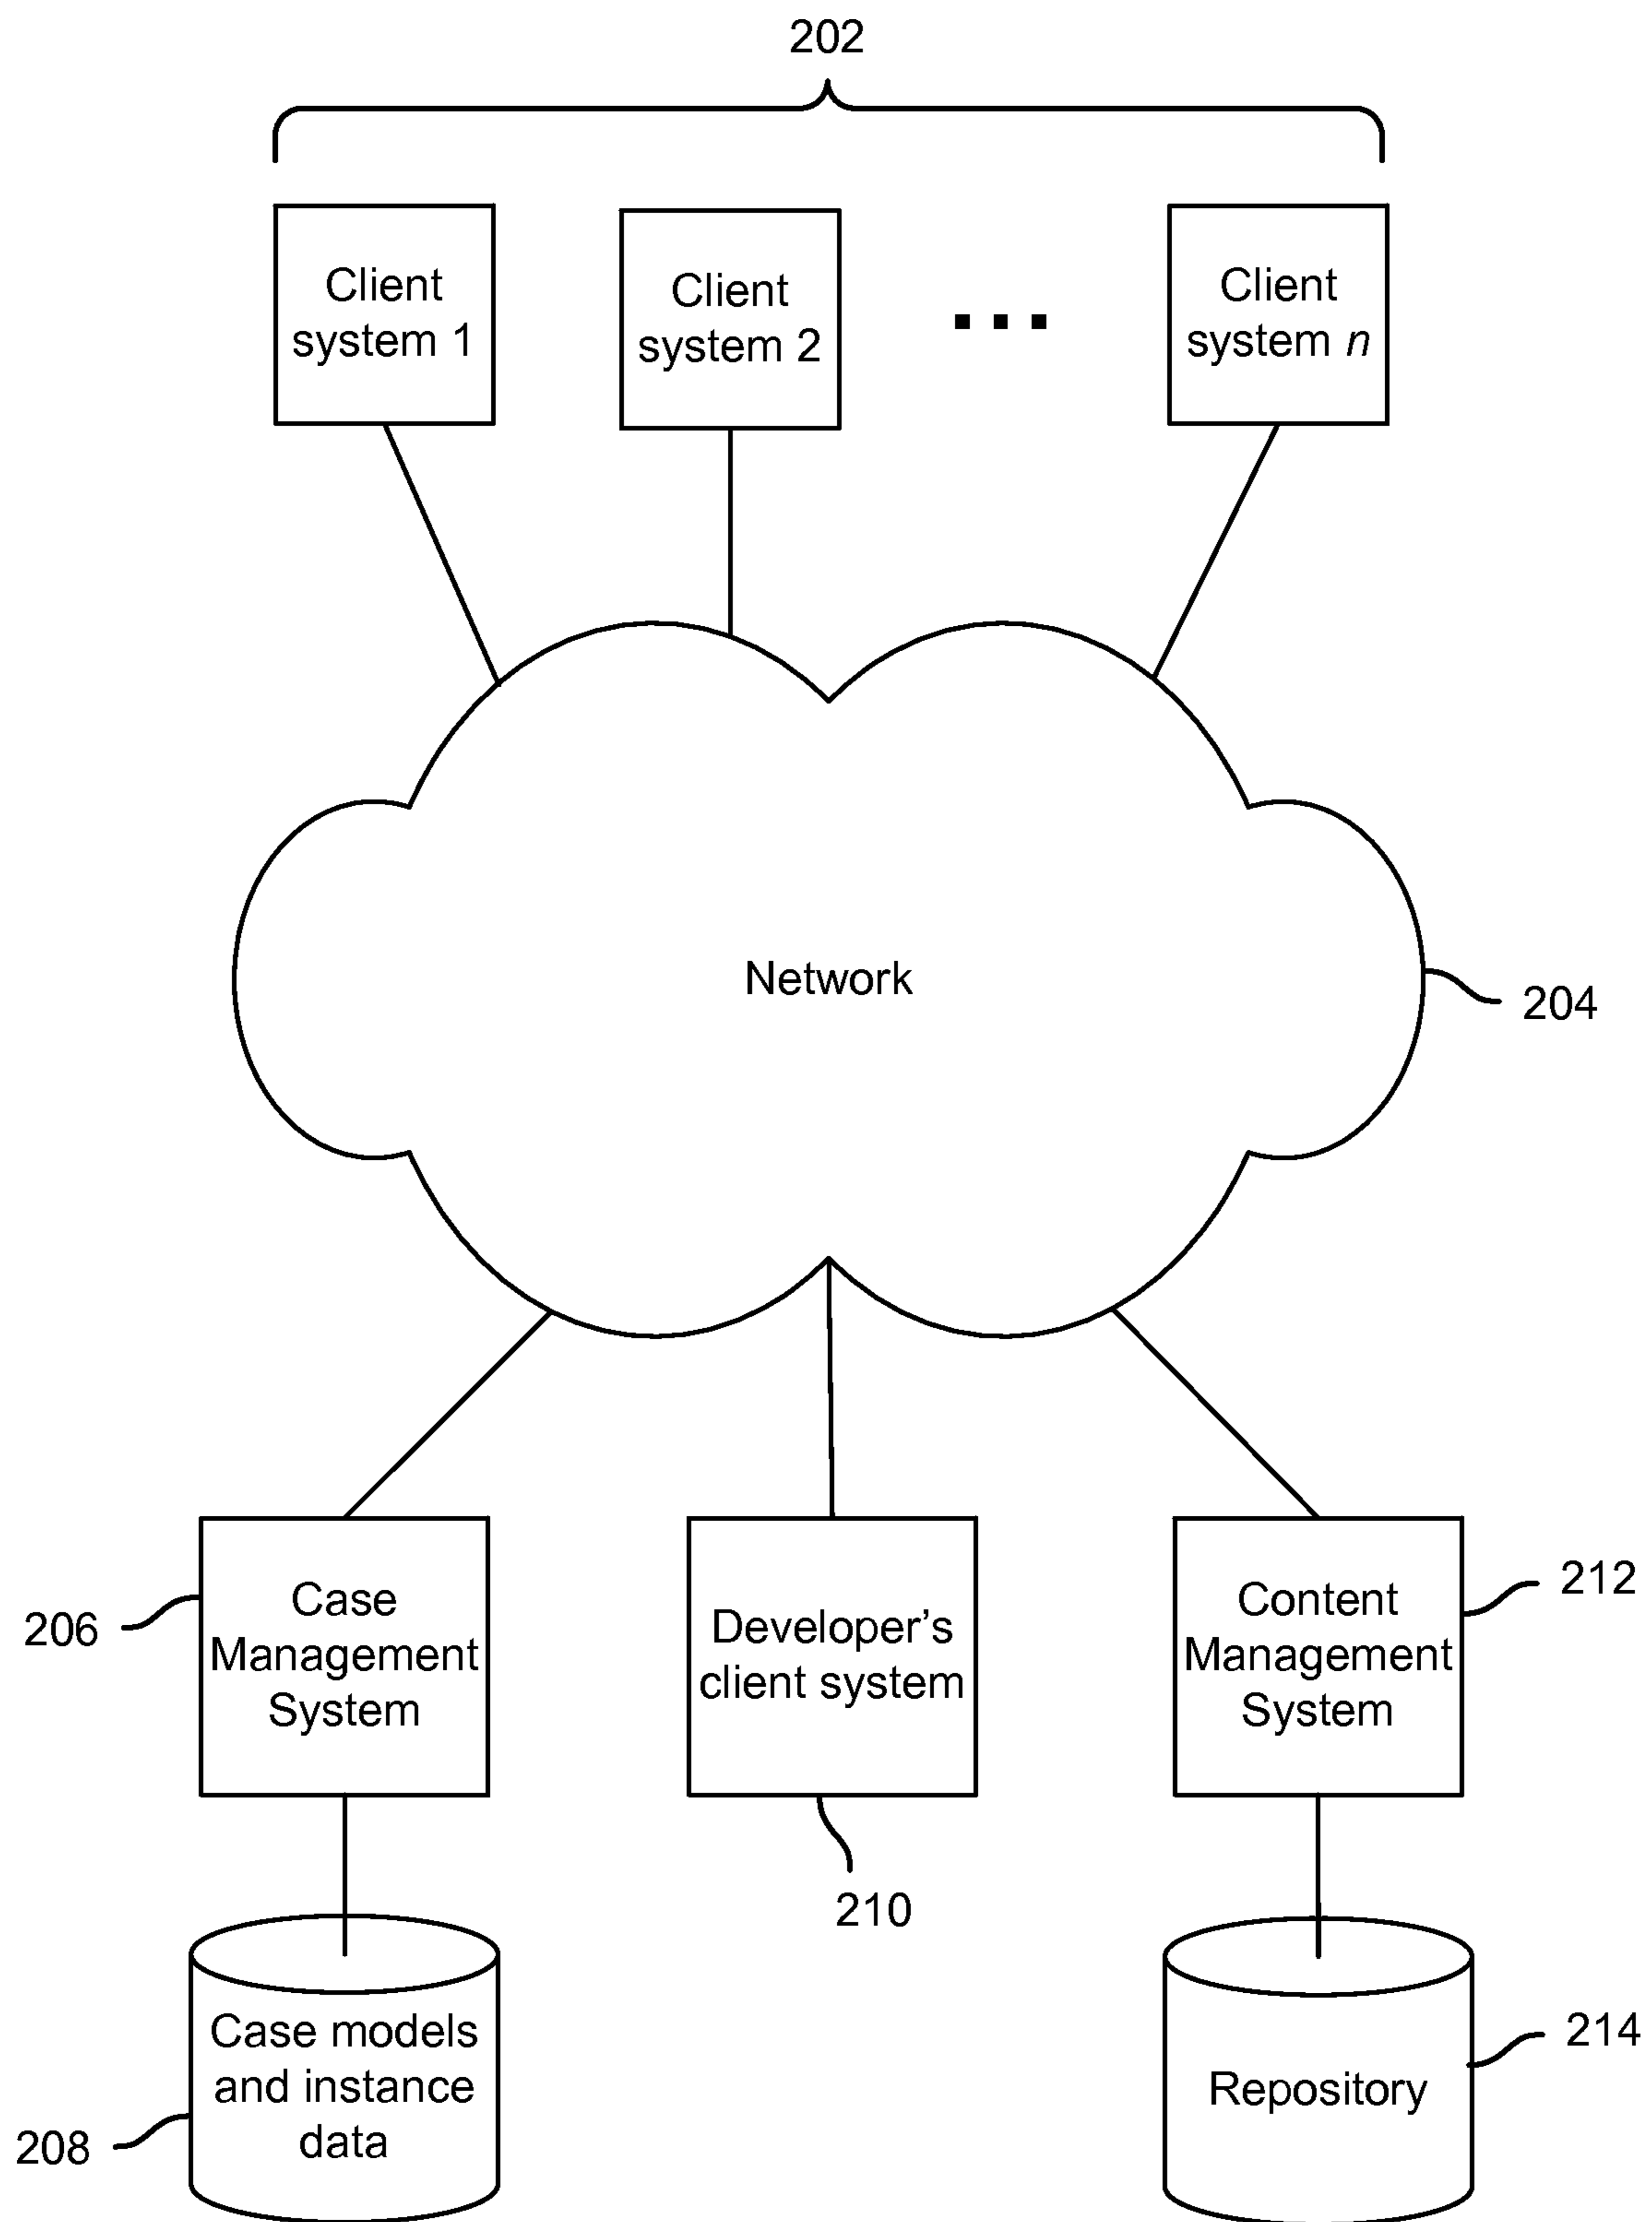 202
Client
system 1
Client
system 2
Client
system n
Network
204
206
Case
Management
System
Developer’s
client system
210
Content
Management
System
212
Case models
and instance
data
208
Repository
214